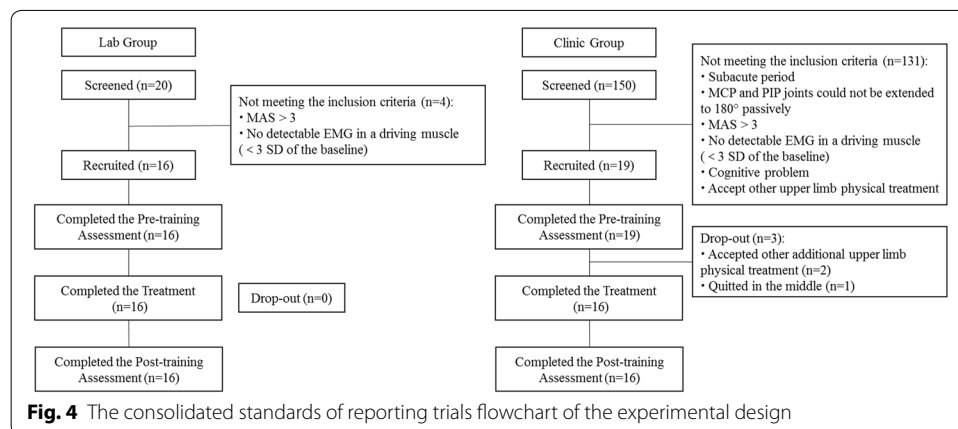 Lab Group
Screened (n=20)
Not meeting the inclusion criteria (n=4):
• MAS > 3
• No detectable EMG in a driving muscle
( < 3 SD of the baseline)
Recruited (n=16)
Completed the Pre-training
Assessment (n=16)
Completed the Treatment
(n=16)
Drop-out (n=0)
Completed the Post-training
Assessment (n=16)
Clinic Group
Screened (n=150)
Not meeting the inclusion criteria (n=131):
• Subacute period
• MCP and PIP joints could not be extended
to 180° passively
• MAS > 3
• No detectable EMG in a driving muscle
( < 3 SD of the baseline)
• Cognitive problem
• Accept other upper limb physical treatment
Recruited (n=19)
Completed the Pre-training
Assessment (n=19)
Drop-out (n=3):
• Accepted other additional upper limb
physical treatment (n=2)
• Quitted in the middle (n=1)
Completed the Treatment
(n=16)
Completed the Post-training
Assessment (n=16)
Fig. 4 The consolidated standards of reporting trials flowchart of the experimental design